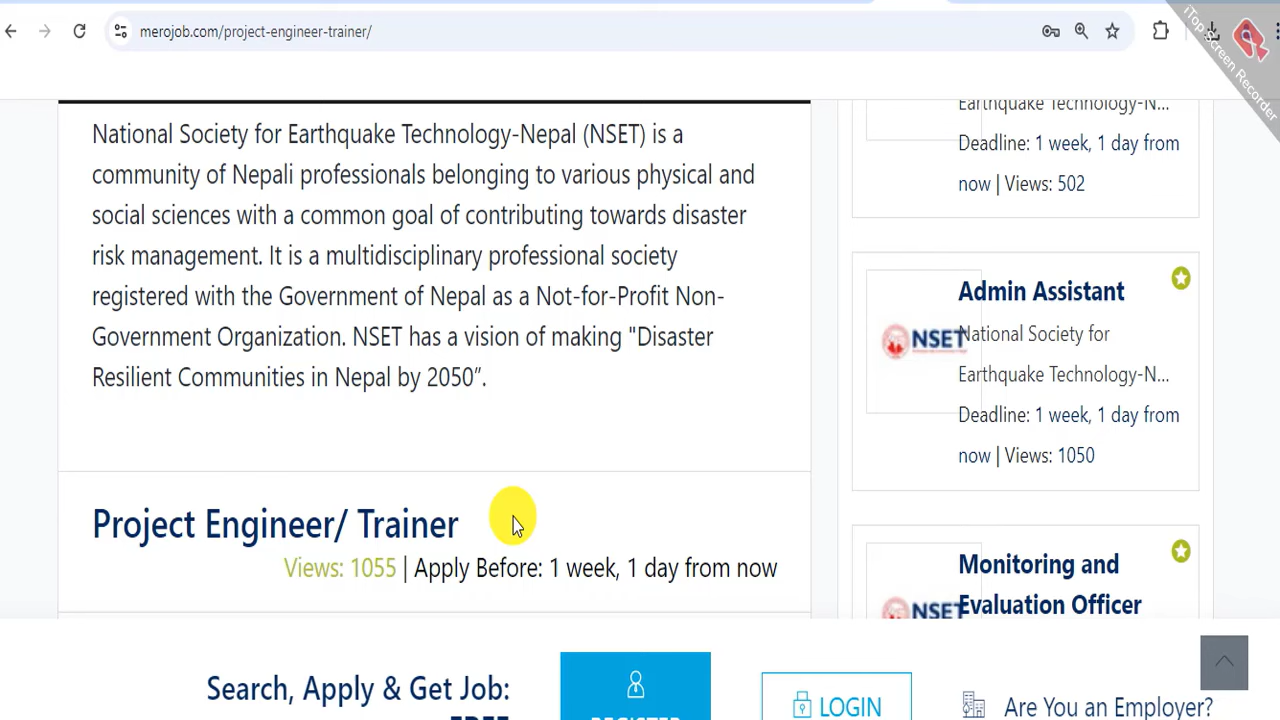 merojob.com/project-engineer-trainer/
iTop Screen Recorder
National Society for Earthquake Technology-Nepal (NSET) is a
community of Nepali professionals belonging to various physical and
social sciences with a common goal of contributing towards disaster
risk management. It is a multidisciplinary professional society
registered with the Government of Nepal as a Not-for-Profit Non-
Government Organization. NSET has a vision of making "Disaster
Resilient Communities in Nepal by 2050”.
Project Engineer/ Trainer
Views: 1055 | Apply Before: 1 week, 1 day from now
Earthquake Technology-N...
Deadline: 1 week, 1 day from
now | Views: 502
NSET
Admin Assistant
National Society for
Earthquake Technology-N...
Deadline: 1 week, 1 day from
now | Views: 1050
NSET
Monitoring and
Evaluation Officer
Search, Apply & Get Job:
FREE
REGISTER
LOGIN
Are You an Employer?